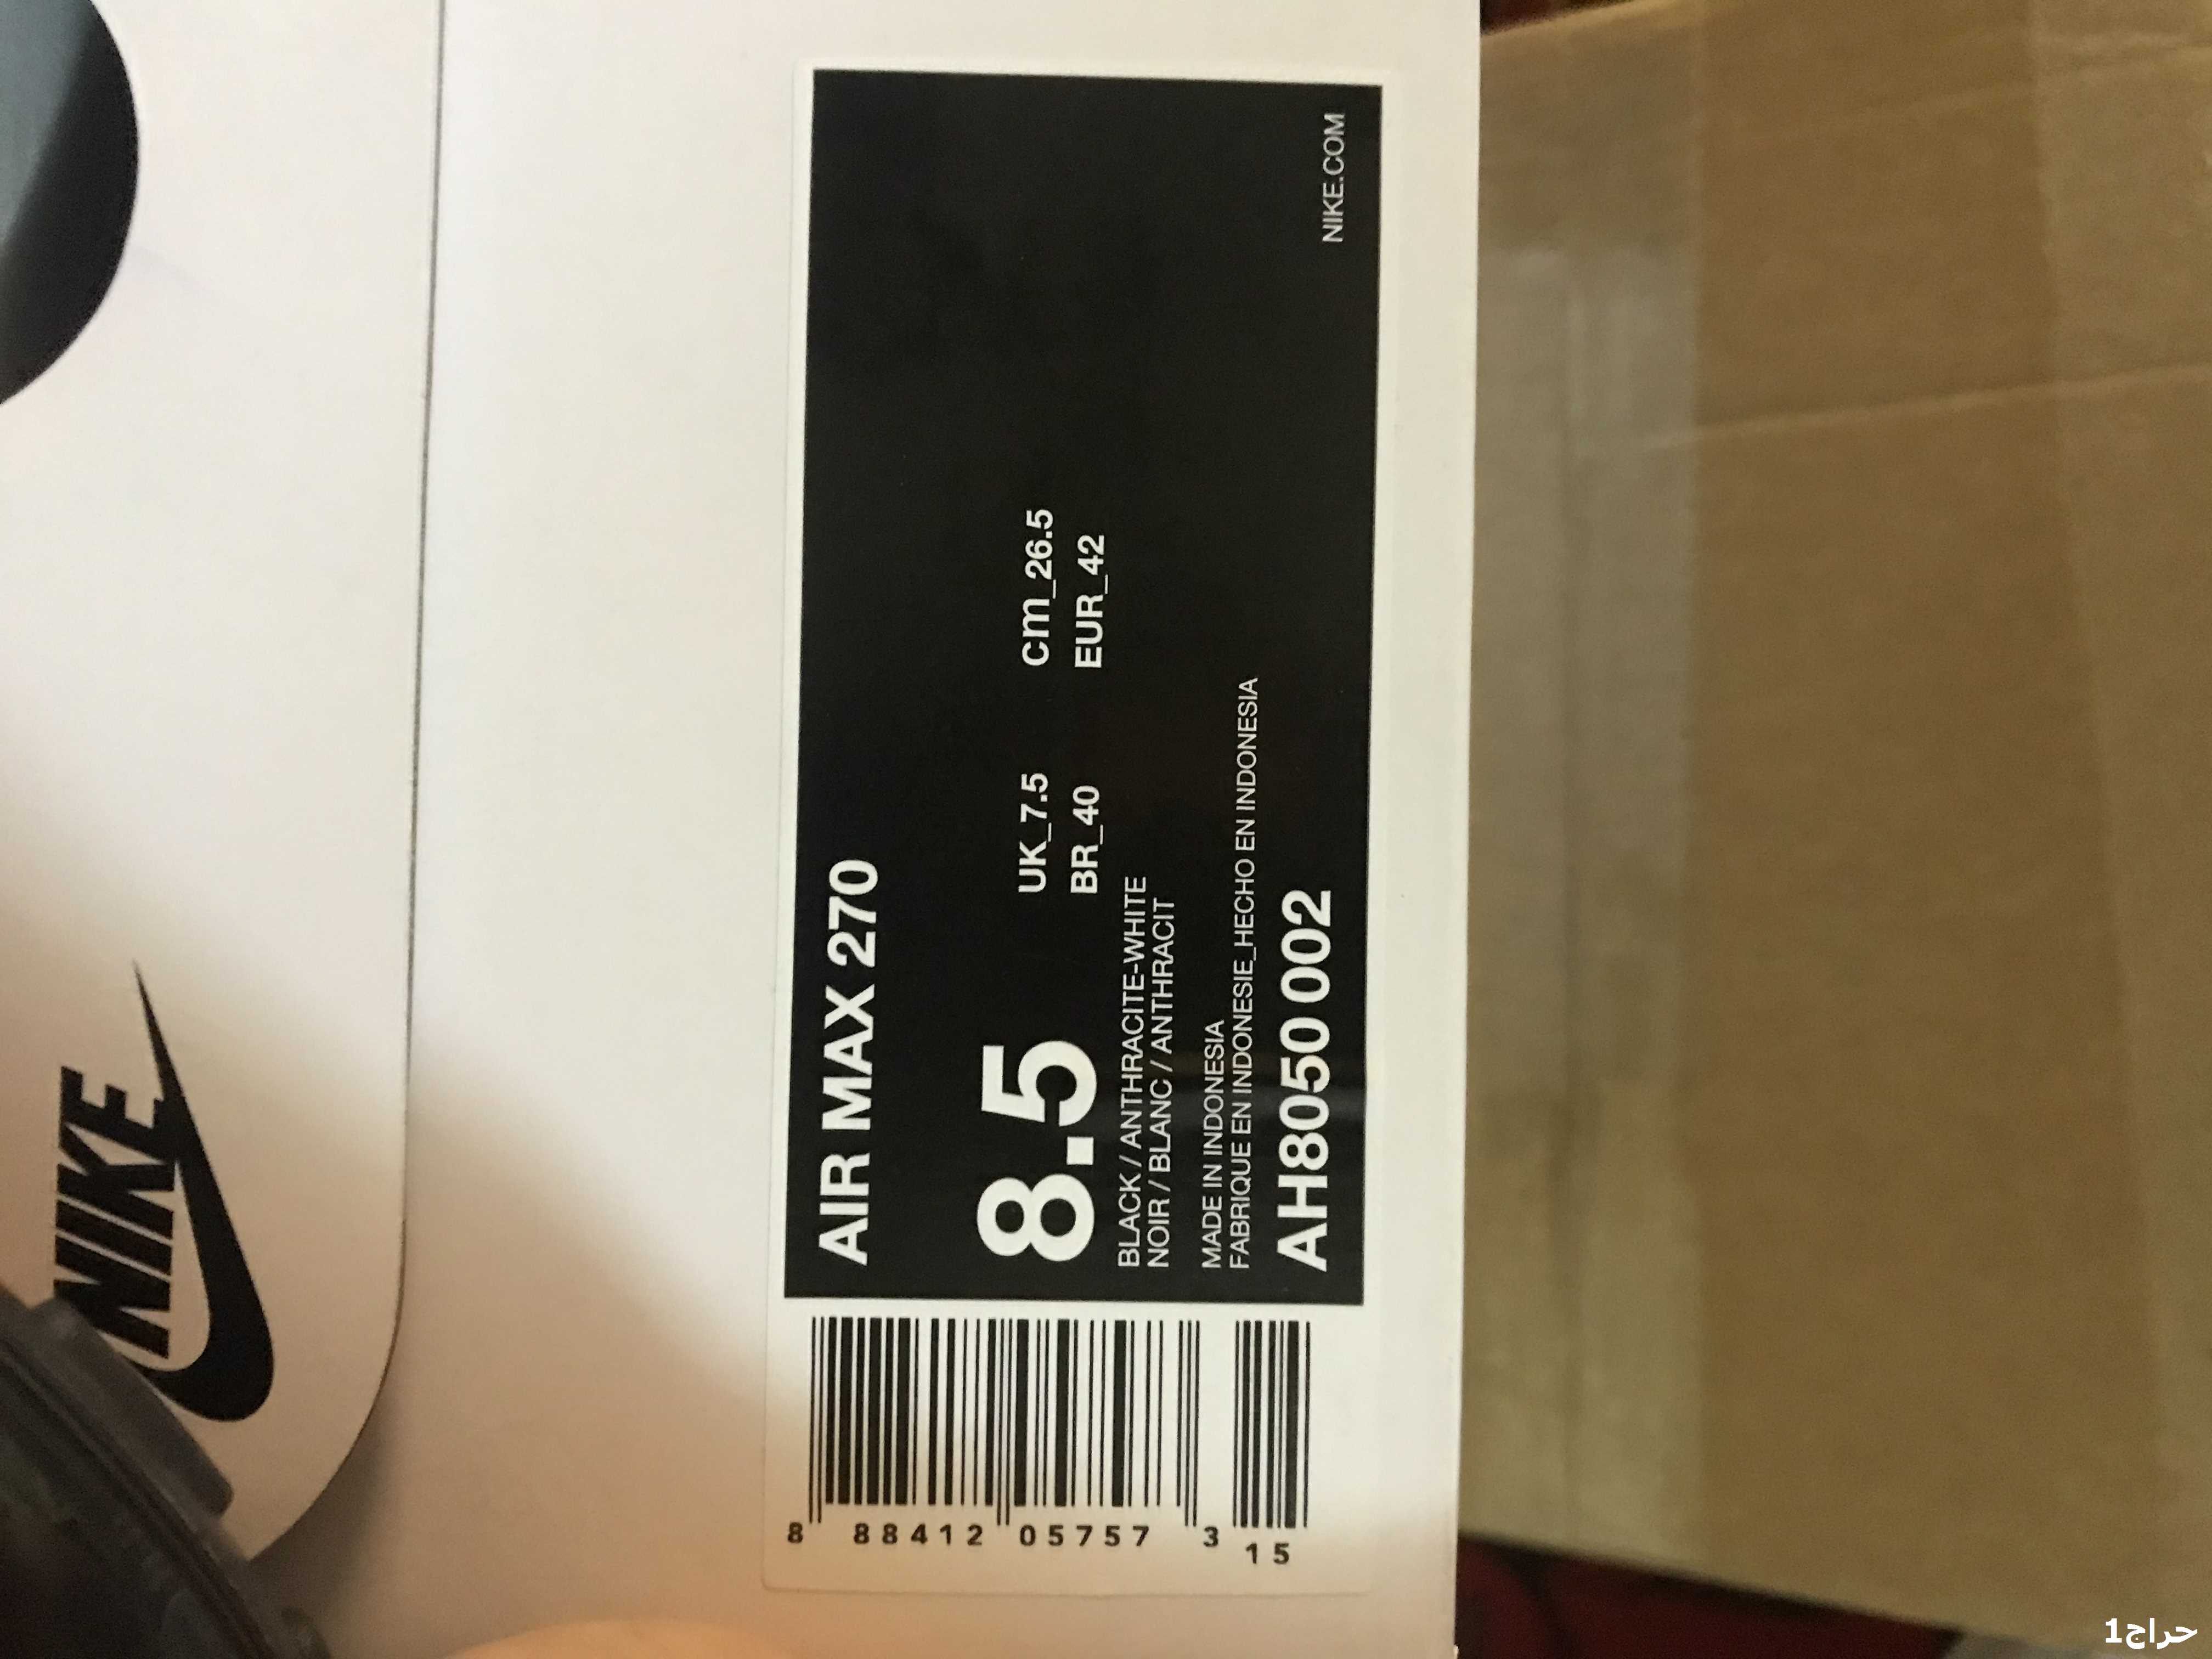 NIKE
AIR MAX 270
8.5
UK_7.5
Cm_26.5
BR_40
EUR_42
BLACK / ANTHRACITE-WHITE
NOIR / BLANC / ANTHRACIT
MADE IN INDONESIA
FABRIQUE EN INDONESIE_HECHO EN INDONESIA
AH8050 002
NIKE.COM
8 88412 05757 3
15
حراج1